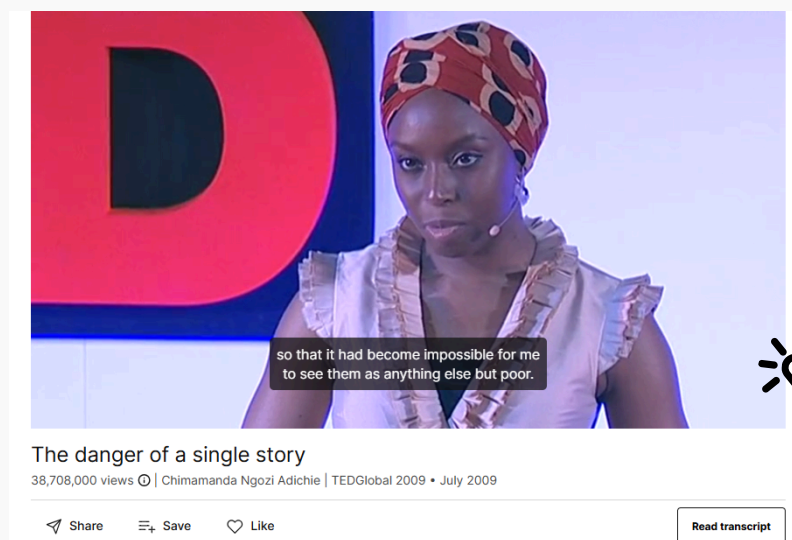 D
so that it had become impossible for me
to see them as anything else but poor.
The danger of a single story
38,708,000 views | Chimamanda Ngozi Adichie | TEDGlobal 2009 • July 2009
Share Save Like Read transcript